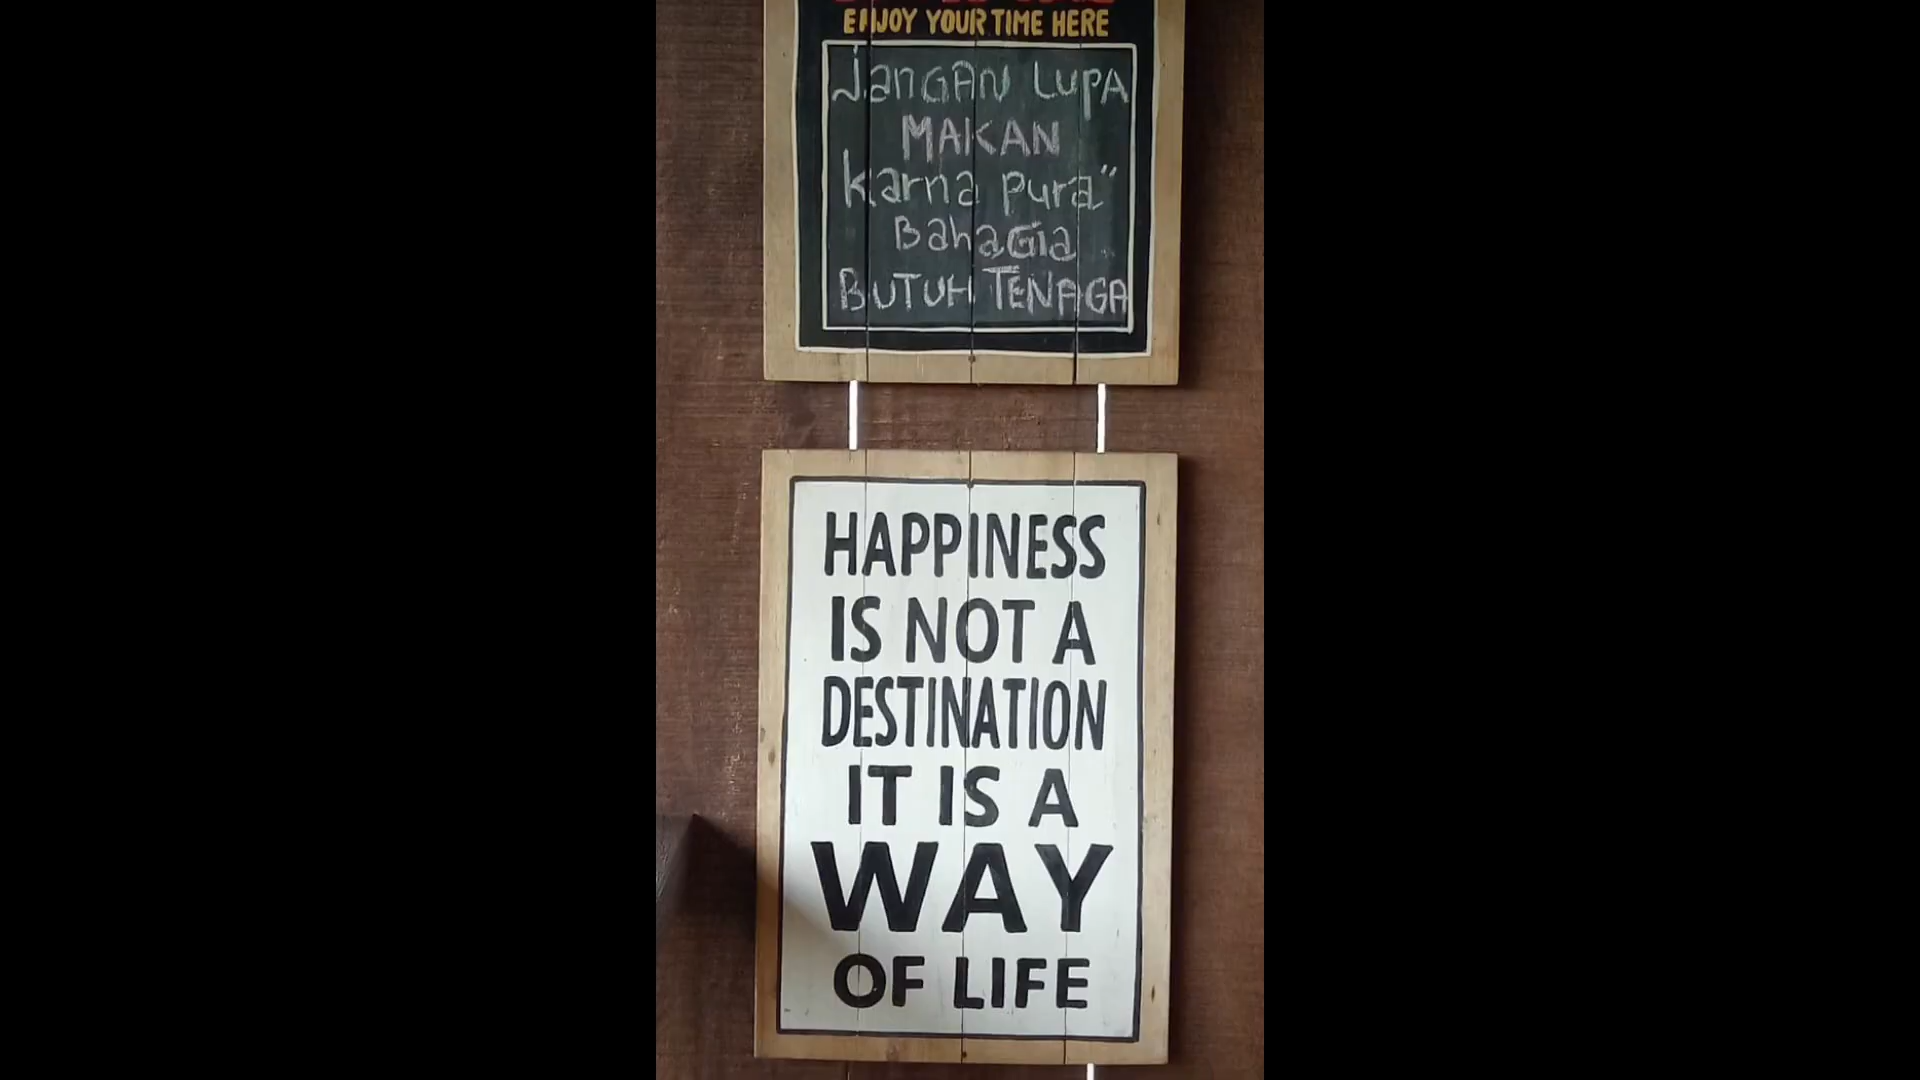 ENJOY YOUR TIME HERE
JanGAN LupA
MAKAN
karna pura"
BahaGia
BUTUH TENAGA
HAPPINESS
IS NOT A
DESTINATION
IT IS A
WAY
OF LIFE